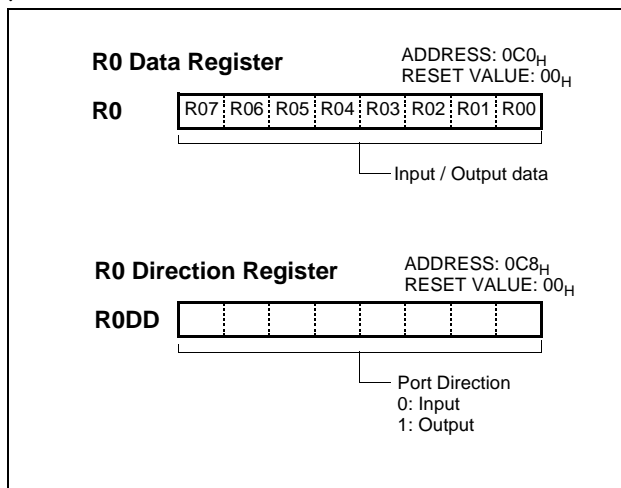 R0 Data Register
ADDRESS: 0C0H
RESET VALUE: 00H
R0
R07 R06 R05 R04 R03 R02 R01 R00
Input / Output data
R0 Direction Register
ADDRESS: 0C8H
RESET VALUE: 00H
R0DD
Port Direction
0: Input
1: Output